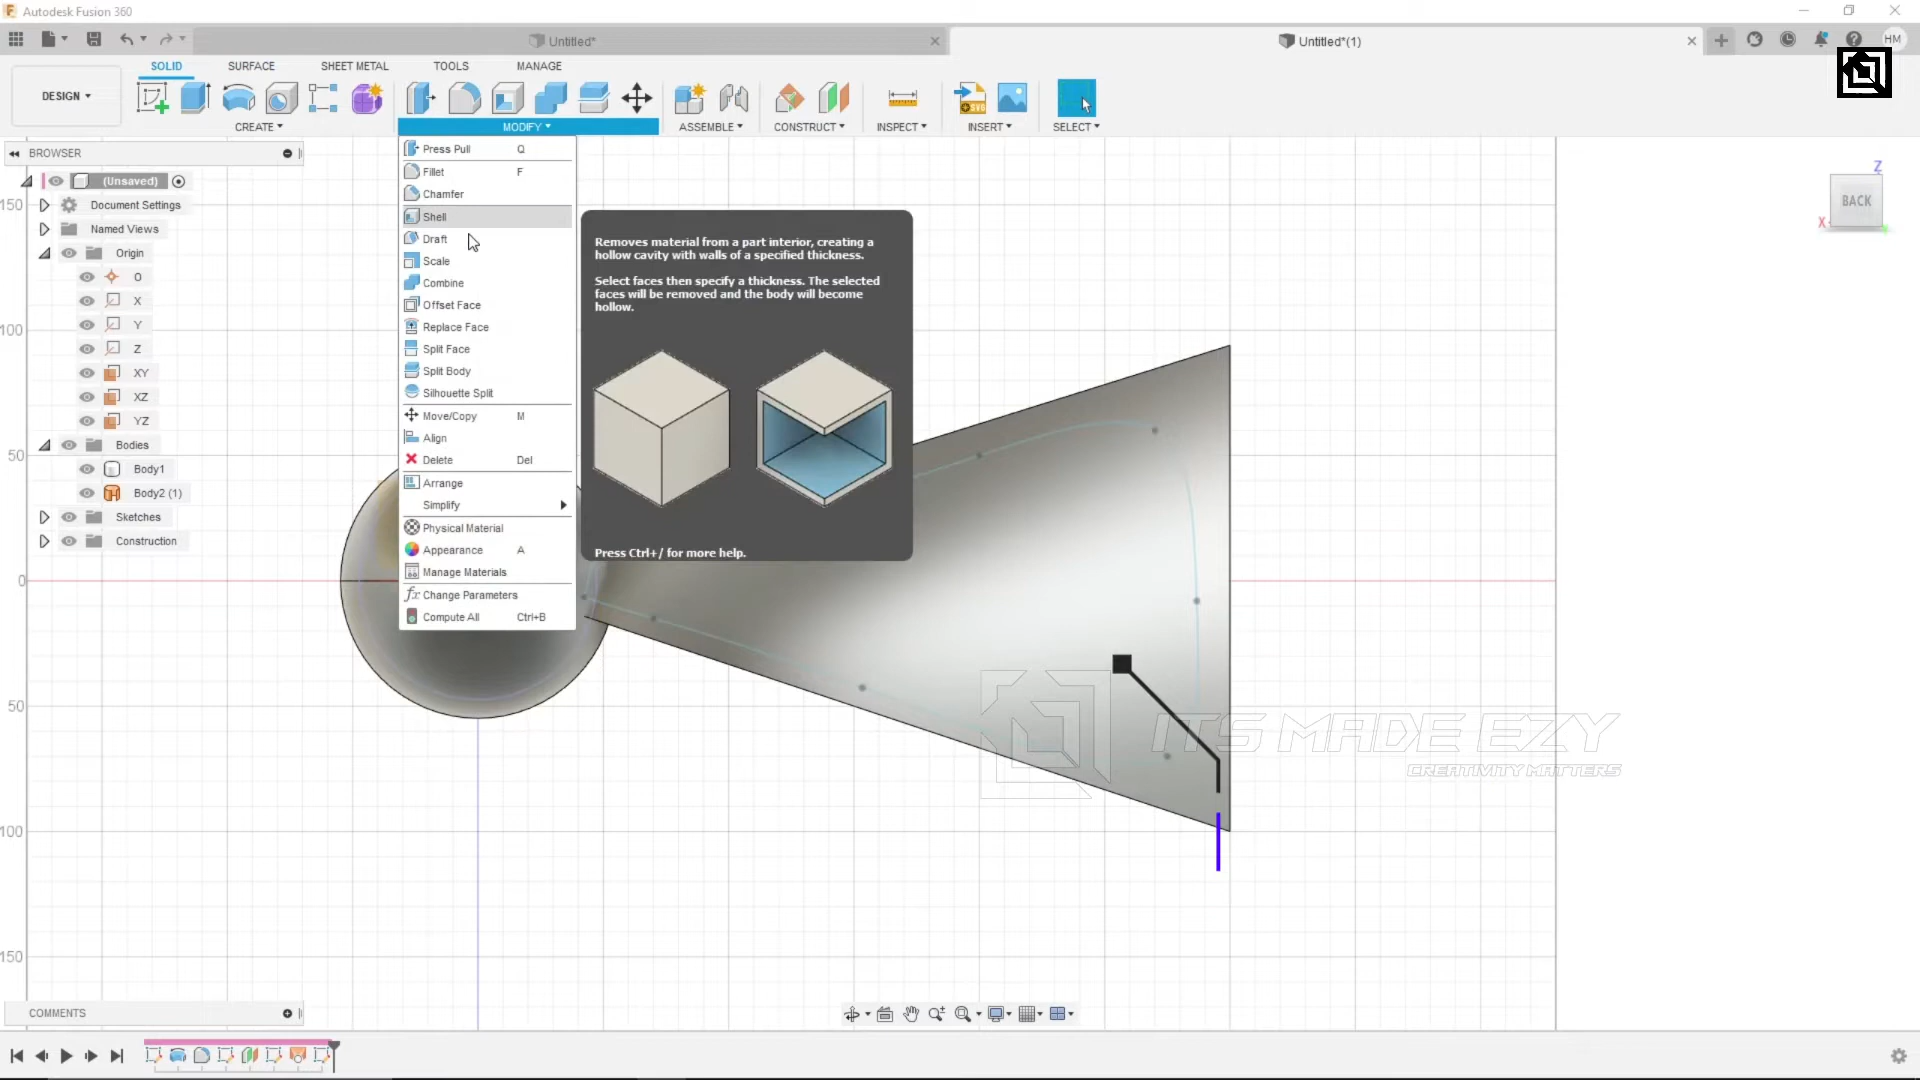 Autodesk Fusion 360
Untitled*
Untitled*(1)
HM
SOLID
SURFACE
SHEET METAL
TOOLS
MANAGE
DESIGN
CREATE
MODIFY
ASSEMBLE
CONSTRUCT
INSPECT
INSERT
SELECT
BROWSER
(Unsaved)
Document Settings
Named Views
Origin
O
X
Y
Z
XY
XZ
YZ
Bodies
Body1
Body2 (1)
Sketches
Construction
Press Pull Q
Fillet F
Chamfer
Shell
Draft
Scale
Combine
Offset Face
Replace Face
Split Face
Split Body
Silhouette Split
Move/Copy M
Align
Delete Del
Arrange
Simplify
Physical Material
Appearance A
Manage Materials
Change Parameters
Compute All Ctrl+B
Removes material from a part interior, creating a
hollow cavity with walls of a specified thickness.
Select faces then specify a thickness. The selected
faces will be removed and the body will become
hollow.
Press Ctrl+/ for more help.
150
100
50
0
50
100
150
Z
BACK
X
ITS MADE EZY
CREATIVITY MATTERS
COMMENTS